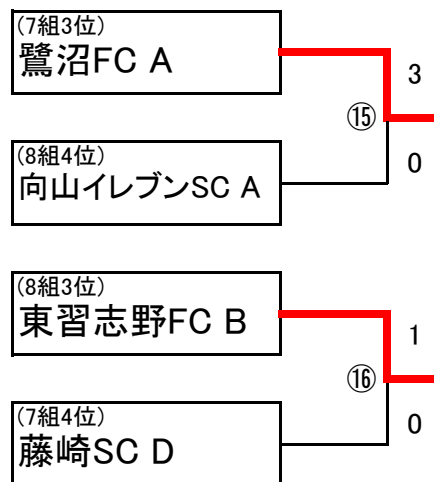 (7組3位)
鷺沼FC A
3
⑮
(8組4位)
向山イレブンSC A
0
(8組3位)
東習志野FC B
1
⑯
(7組4位)
藤崎SC D
0